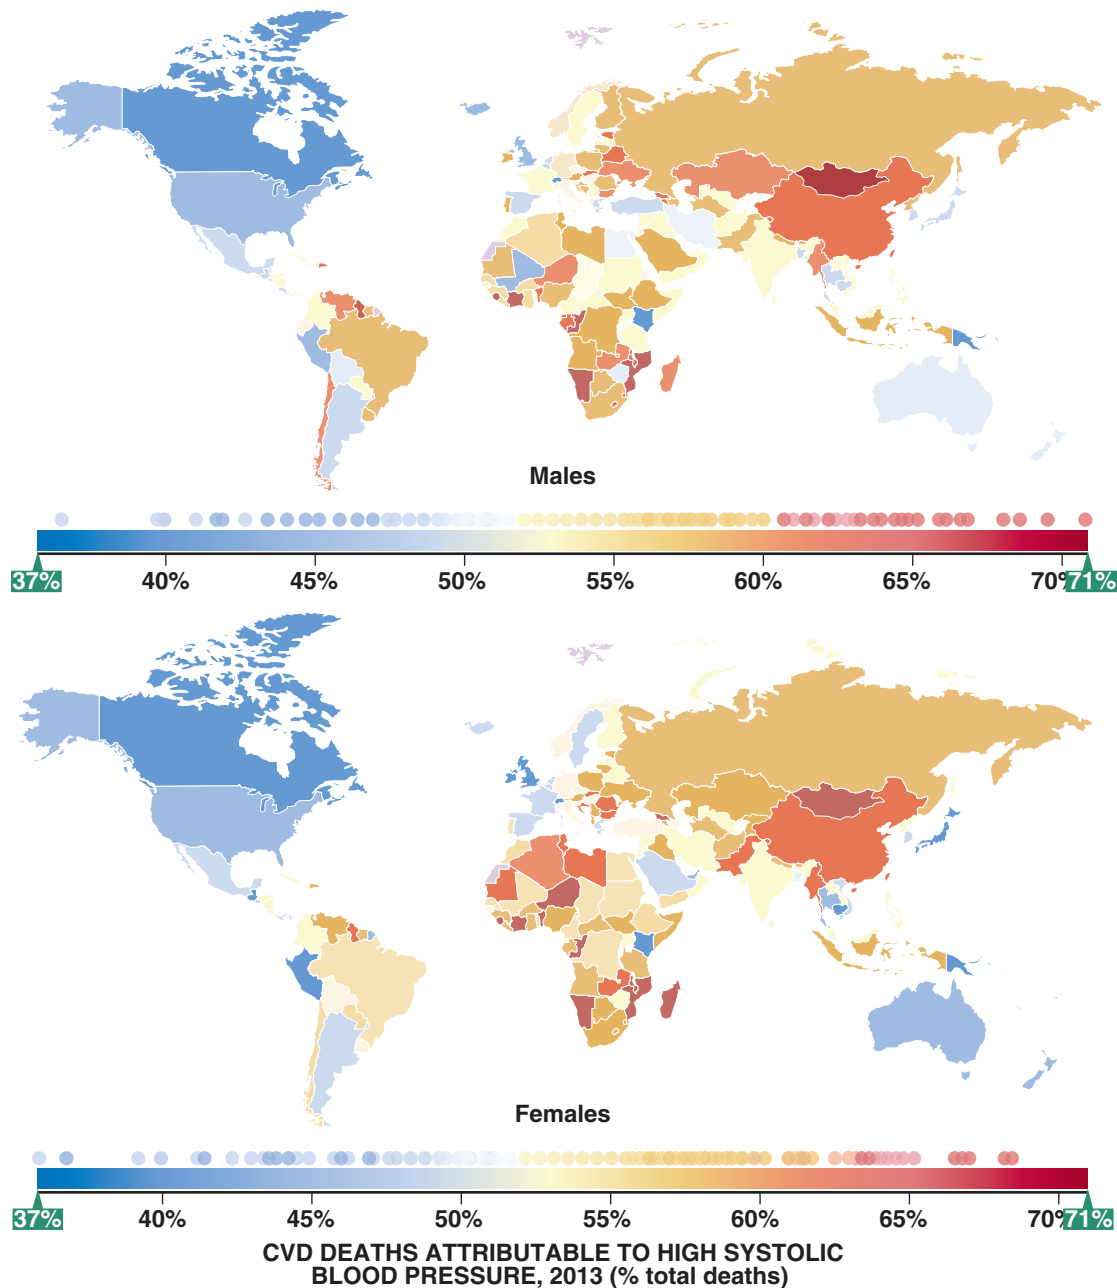 Males
37% 40% 45% 50% 55% 60% 65% 70% 71%
Females
37% 40% 45% 50% 55% 60% 65% 70% 71%
CVD DEATHS ATTRIBUTABLE TO HIGH SYSTOLIC
BLOOD PRESSURE, 2013 (% total deaths)